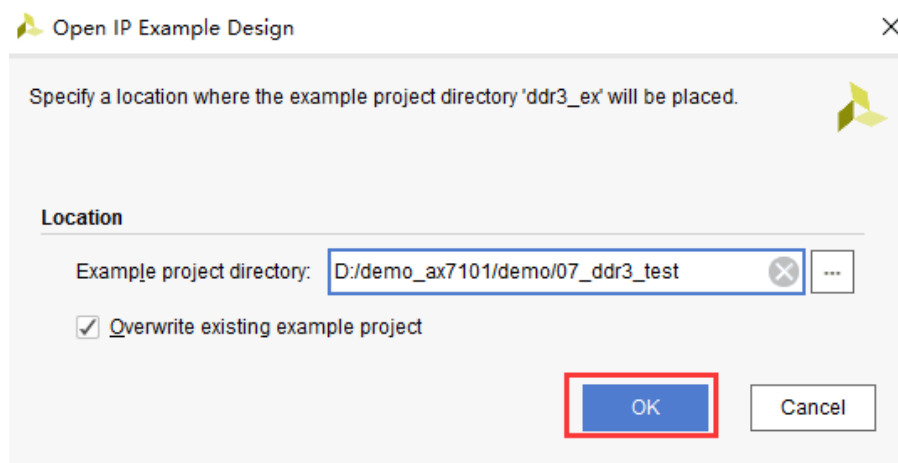 Open IP Example Design
Specify a location where the example project directory 'ddr3_ex' will be placed.
Location
Example project directory: D:/demo_ax7101/demo/07_ddr3_test ...
Overwrite existing example project
OK Cancel